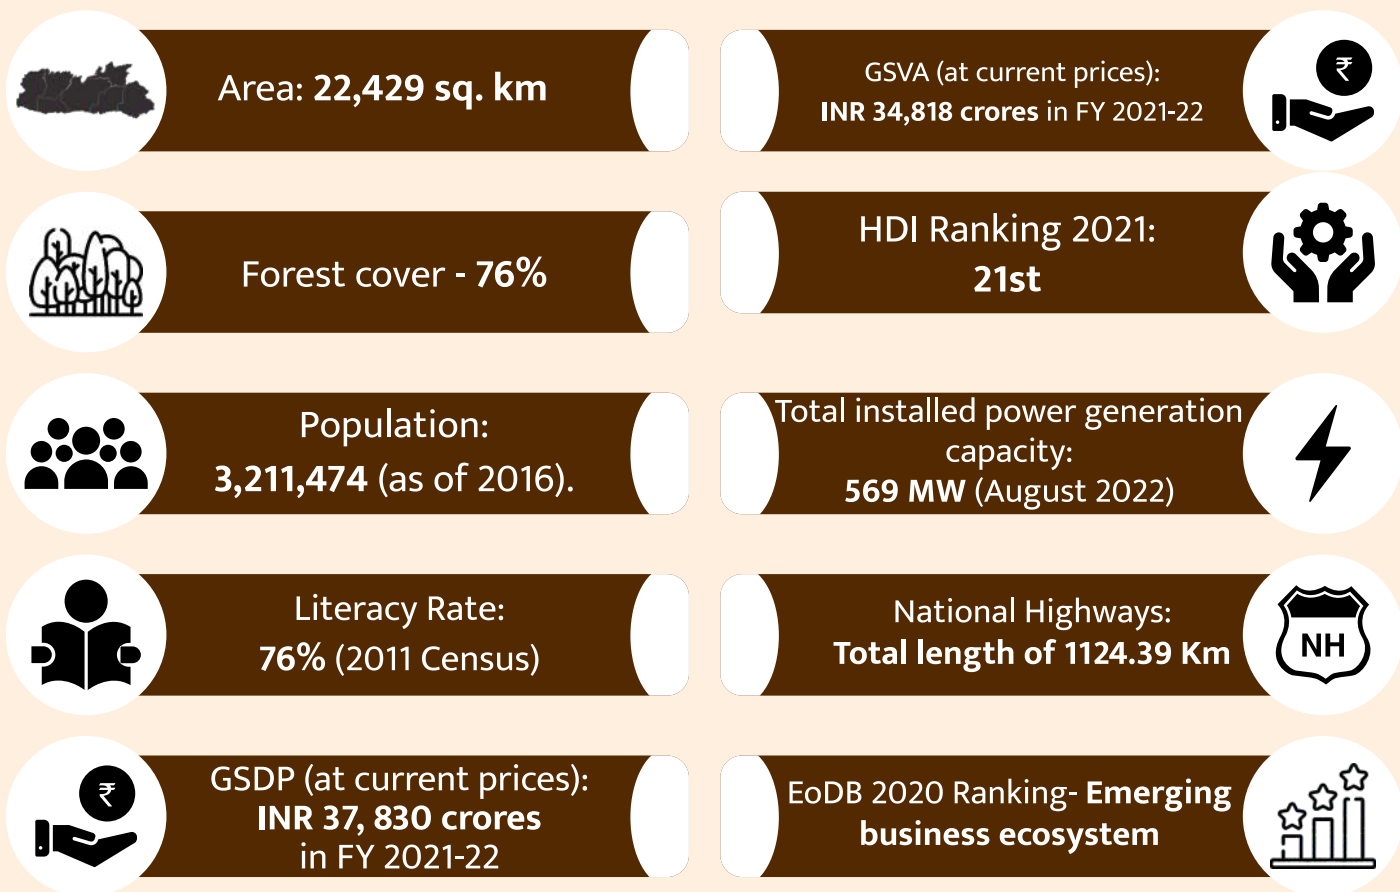 Area: 22,429 sq. km
Forest cover - 76%
Population:
3,211,474 (as of 2016).
Literacy Rate:
76% (2011 Census)
₹
GSDP (at current prices):
INR 37, 830 crores
in FY 2021-22
GSVA (at current prices):
INR 34,818 crores in FY 2021-22
₹
HDI Ranking 2021:
21st
Total installed power generation
capacity:
569 MW (August 2022)
National Highways:
Total length of 1124.39 Km
NH
EoDB 2020 Ranking- Emerging
business ecosystem